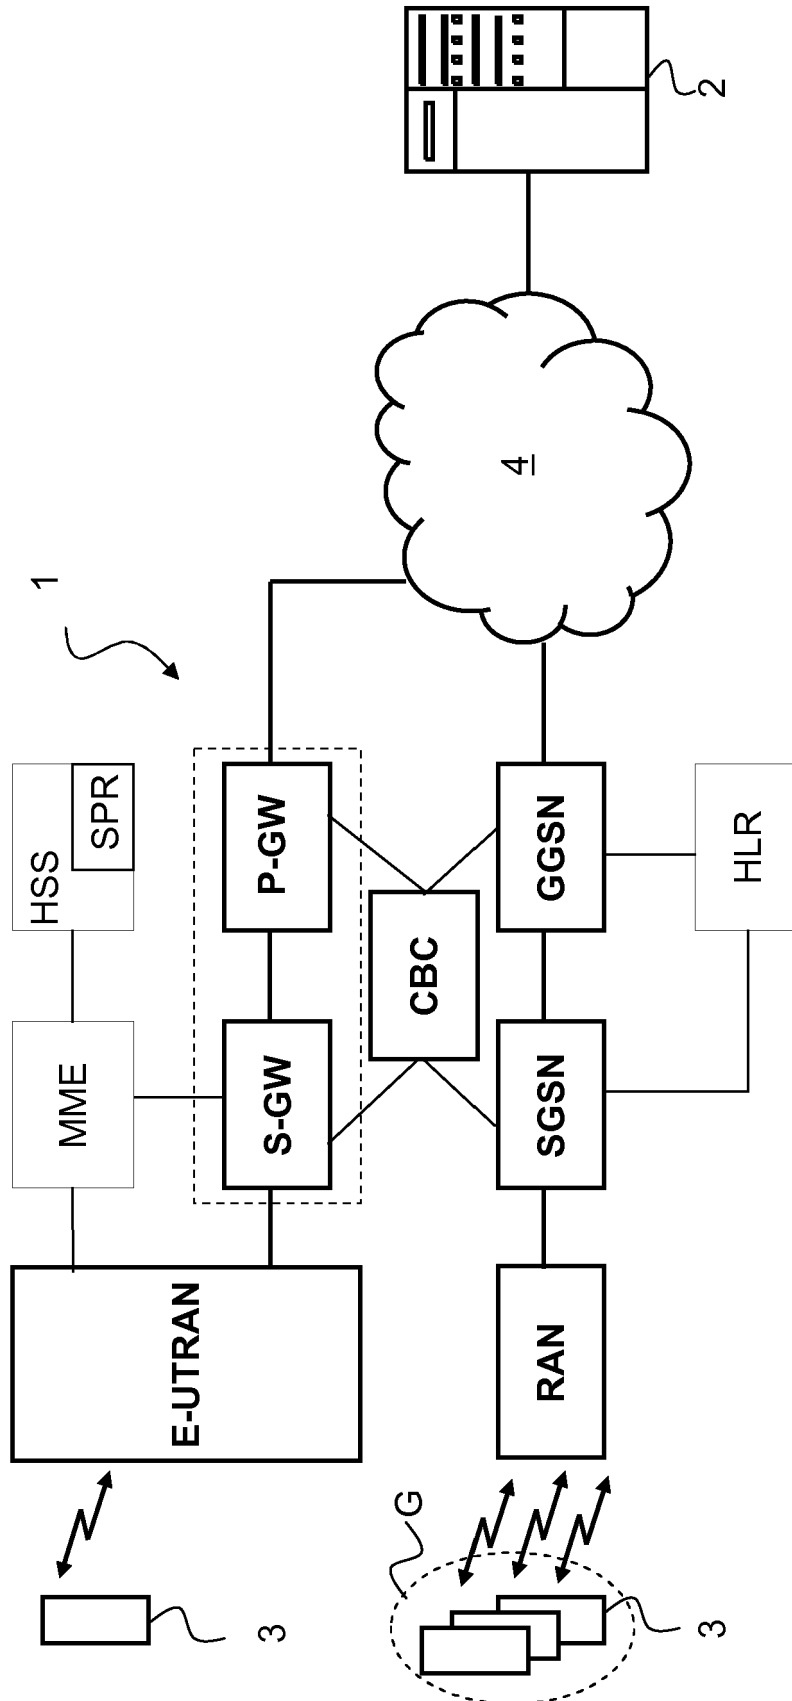 1
HSS
SPR
MME
E-UTRAN
3
P-GW
S-GW
CBC
2
4
GGSN
SGSN
RAN
G
3
HLR